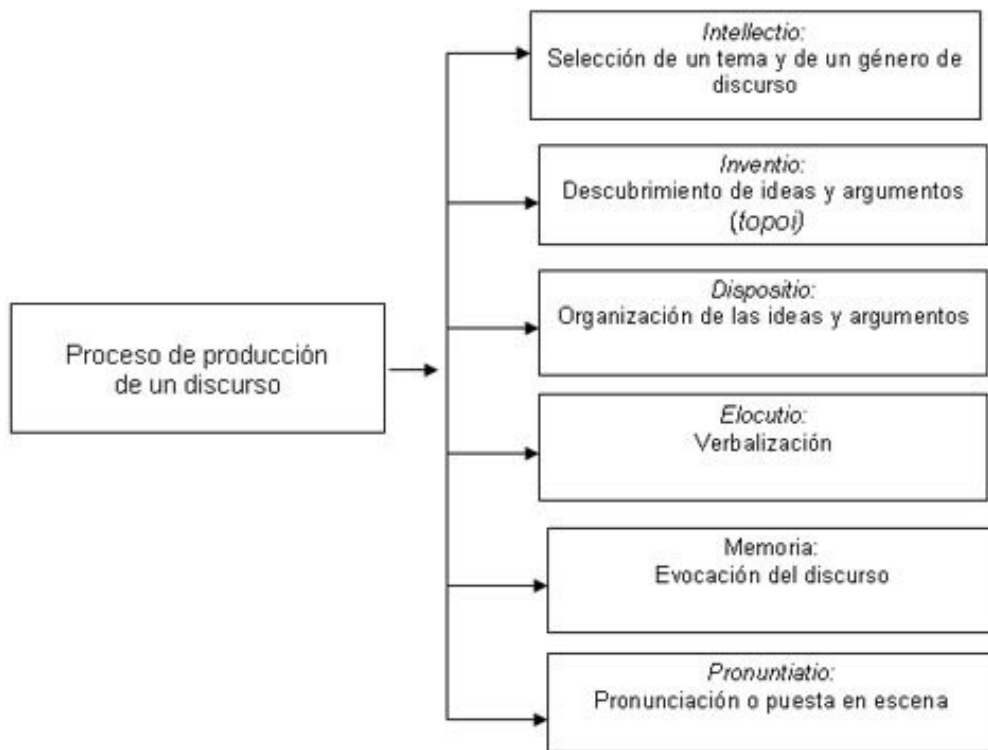 Proceso de producción
de un discurso
Intellectio:
Selección de un tema y de un género de
discurso
Inventio:
Descubrimiento de ideas y argumentos
(topoi)
Dispositio:
Organización de las ideas y argumentos
Elocutio:
Verbalización
Memoria:
Evocación del discurso
Pronuntiatio:
Pronunciación o puesta en escena